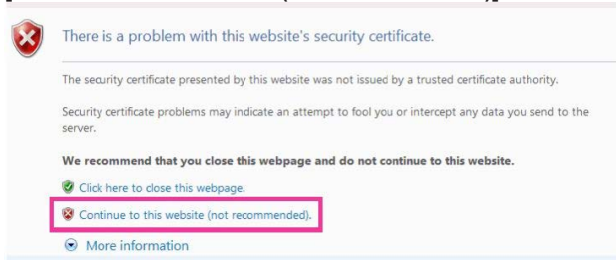 There is a problem with this website's security certificate.
The security certificate presented by this website was not issued by a trusted certificate authority.
Security certificate problems may indicate an attempt to fool you or intercept any data you send to the
server.
We recommend that you close this webpage and do not continue to this website.
Click here to close this webpage.
Continue to this website (not recommended).
More information